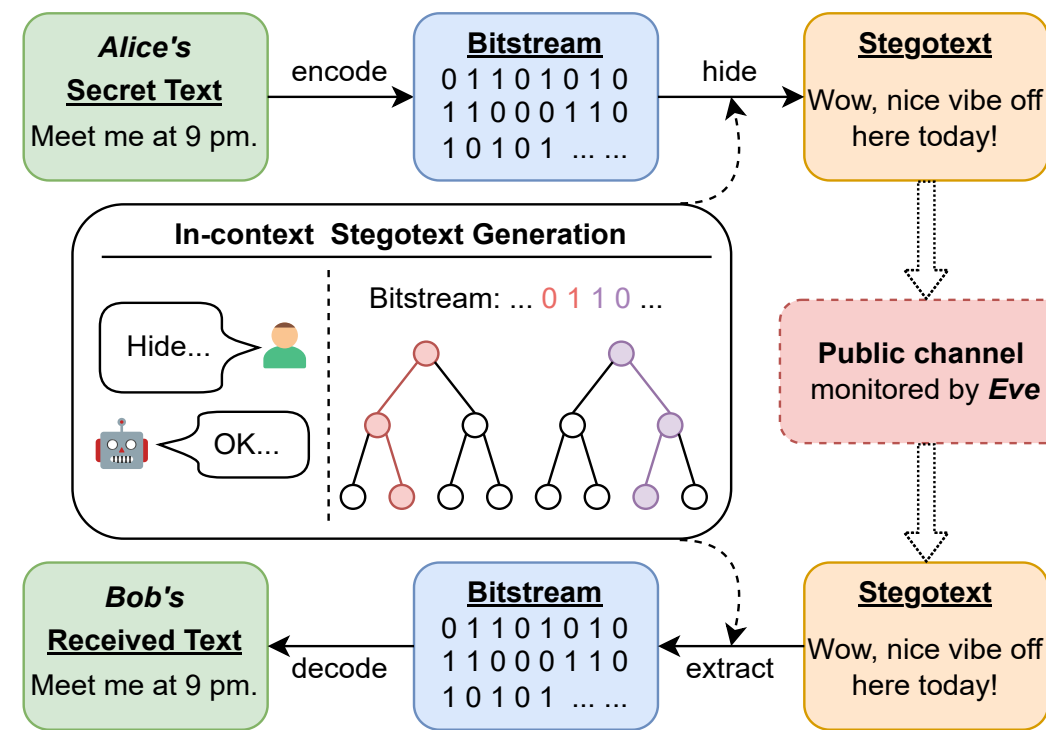 Alice's
Secret Text
Meet me at 9 pm.
encode
Bitstream
0 1 1 0 1 0 1 0
1 1 0 0 0 1 1 0
1 0 1 0 1 ... ...
hide
Stegotext
Wow, nice vibe off
here today!
In-context Stegotext Generation
Hide...
OK...
Bitstream: ... 0 1 1 0 ...
Public channel
monitored by Eve
Bob's
Received Text
Meet me at 9 pm.
decode
Bitstream
0 1 1 0 1 0 1 0
1 1 0 0 0 1 1 0
1 0 1 0 1 ... ...
extract
Stegotext
Wow, nice vibe off
here today!